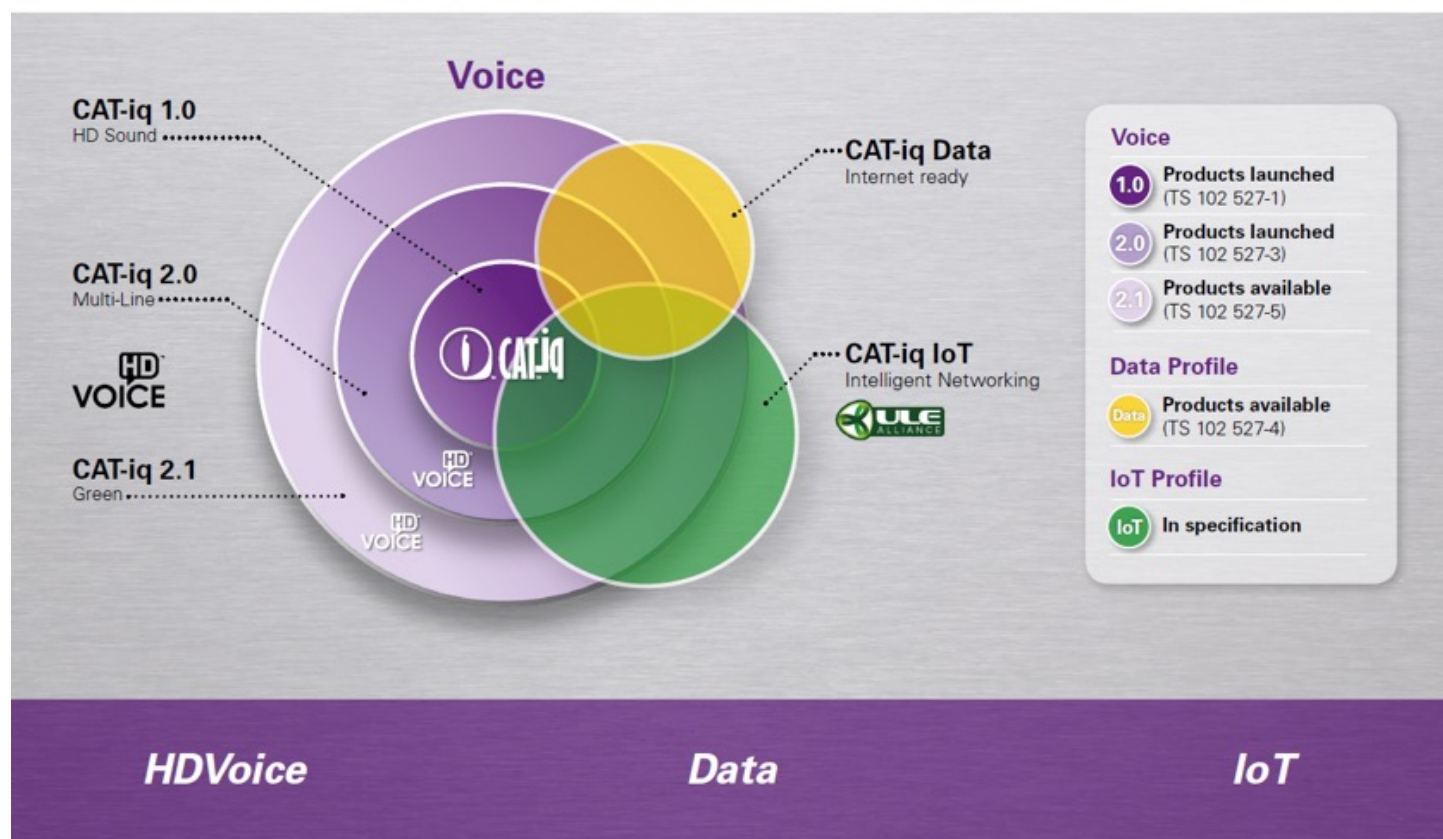 Voice
CAT-iq 1.0
HD Sound
CAT-iq 2.0
Multi-Line
HD
VOICE
CAT-iq 2.1
Green
CAT-iq
HD
VOICE
HD
VOICE
CAT-iq Data
Internet ready
CAT-iq IoT
Intelligent Networking
ULE
ALLIANCE
Voice
1.0 Products launched
(TS 102 527-1)
2.0 Products launched
(TS 102 527-3)
2.1 Products available
(TS 102 527-5)
Data Profile
Data Products available
(TS 102 527-4)
IoT Profile
IoT In specification
HDVoice
Data
IoT